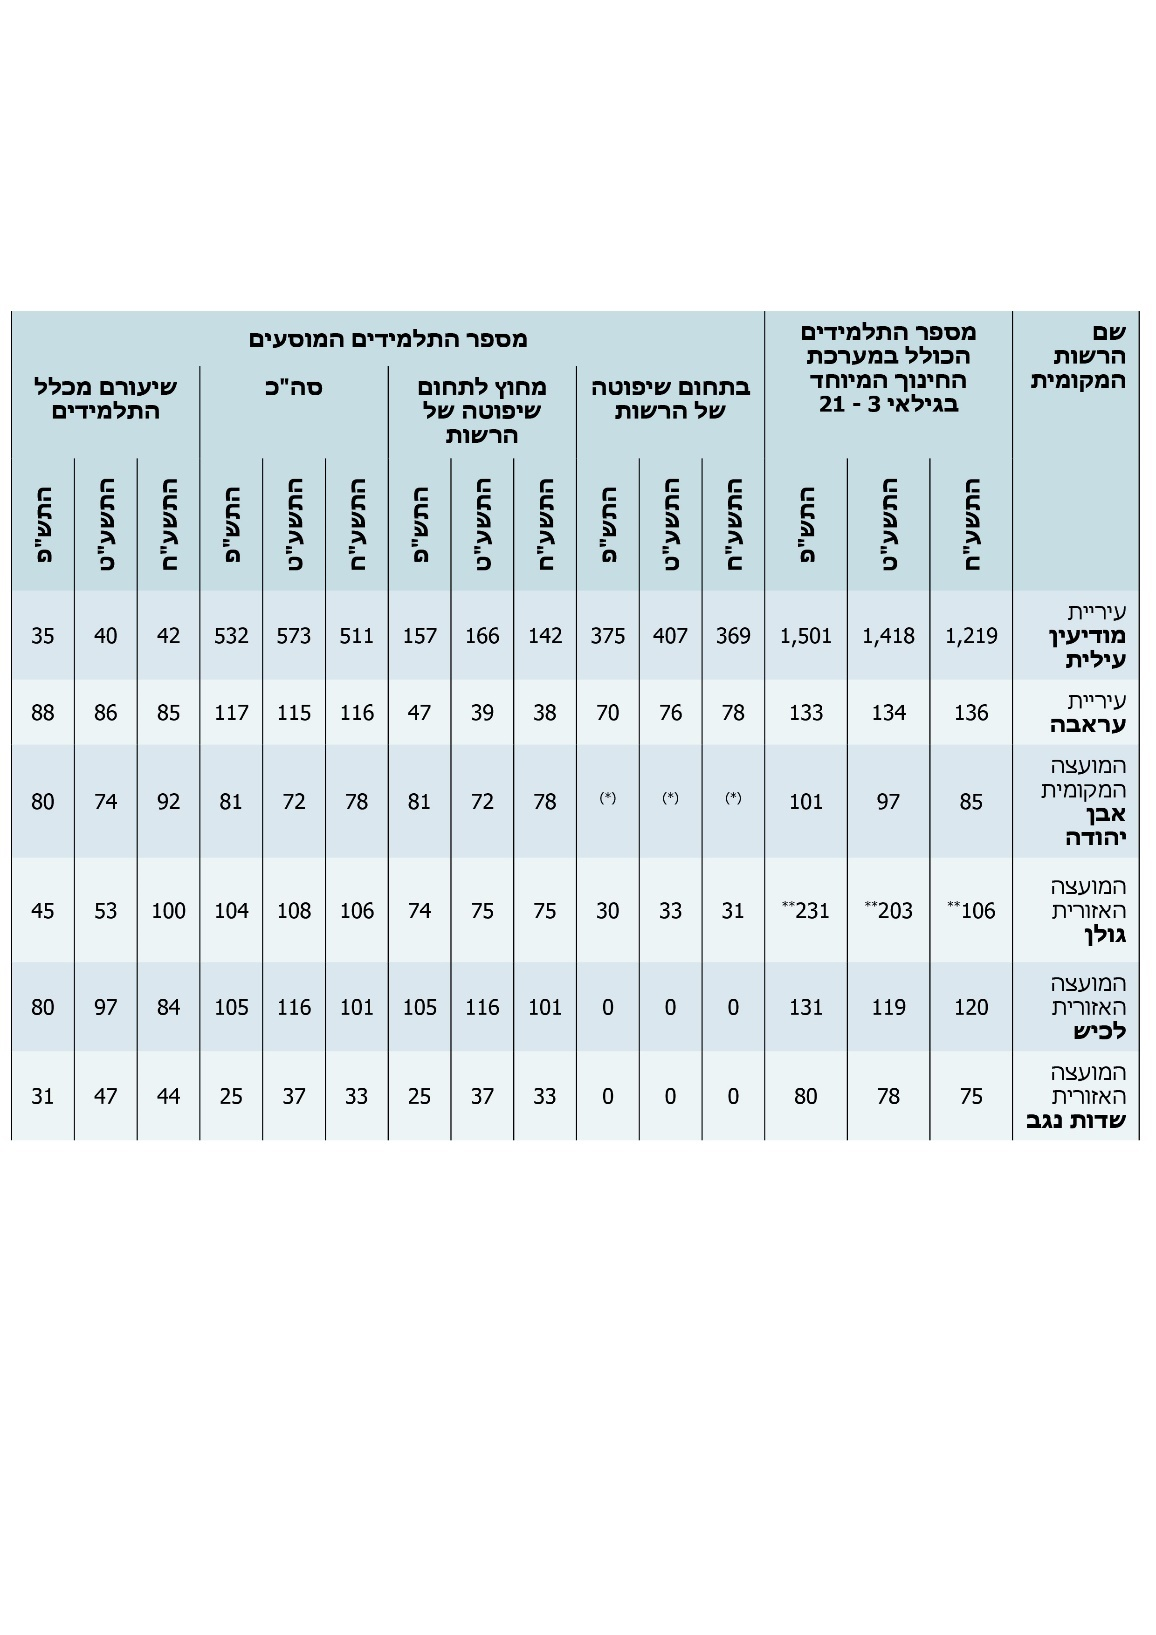 שם
הרשות
המקומית
מספר התלמידים
הכולל במערכת
החינוך המיוחד
בגילאי 3 - 21
מספר התלמידים המוסעים
בתחום שיפוטה
של הרשות
מחוץ לתחום
שיפוטה של
הרשות
סה"כ
שיעורם מכלל
התלמידים
התשע"ח התשע"ט התש"פ התשע"ח התשע"ט התש"פ התשע"ח התשע"ט התש"פ התשע"ח התשע"ט התש"פ התשע"ח התשע"ט התש"פ
עיריית
מודיעין
עילית
1,219 1,418 1,501 369 407 375 142 166 157 511 573 532 42 40 35
עיריית
עראבה
136 134 133 78 76 70 38 39 47 116 115 117 85 86 88
המועצה
המקומית
אבן
יהודה
85 97 101 (*) (*) (*) 78 72 81 78 72 81 92 74 80
המועצה
האזורית
גולן
106** 203** 231** 31 33 30 75 75 74 106 108 104 100 53 45
המועצה
האזורית
לכיש
120 119 131 0 0 0 101 116 105 101 116 105 84 97 80
המועצה
האזורית
שדות נגב
75 78 80 0 0 0 33 37 25 33 37 25 44 47 31